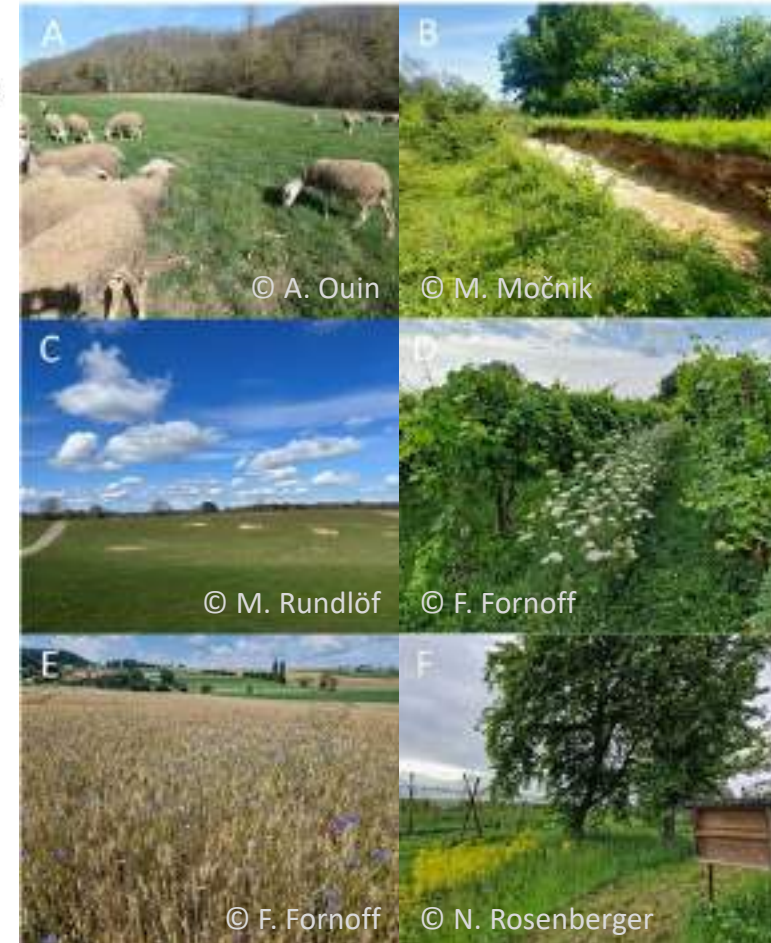 A
B
© A. Ouin
© M. Močnik
C
D
© M. Rundlöf
© F. Fornoff
E
F
© F. Fornoff
© N. Rosenberger